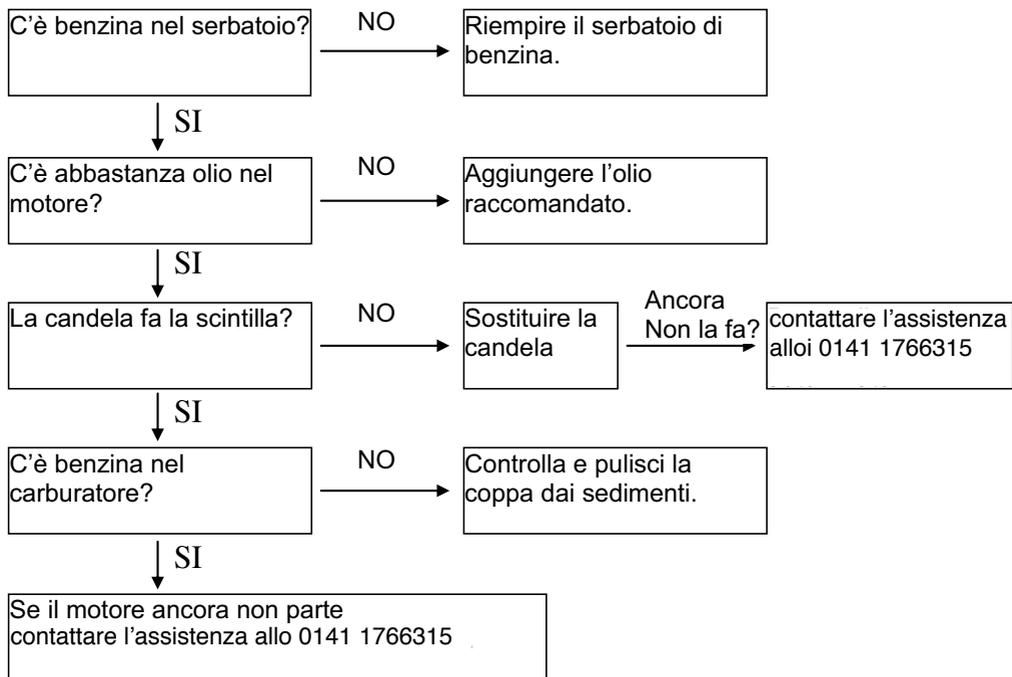 C'è benzina nel serbatoio?
NO
Riempire il serbatoio di
benzina.
SI
C'è abbastanza olio nel
motore?
NO
Aggiungere l'olio
raccomandato.
SI
La candela fa la scintilla?
NO
Sostituire la
candela
Ancora
Non la fa?
contattare l'assistenza
alloi 0141 1766315
SI
C'è benzina nel
carburatore?
NO
Controlla e pulisci la
coppa dai sedimenti.
SI
Se il motore ancora non parte
contattare l'assistenza allo 0141 1766315